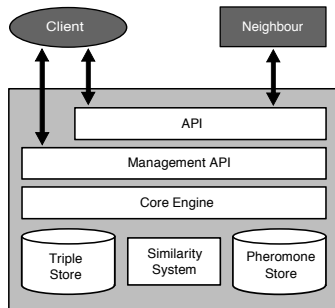 Client
Neighbour
API
Management API
Core Engine
Triple
Store
Similarity
System
Pheromone
Store